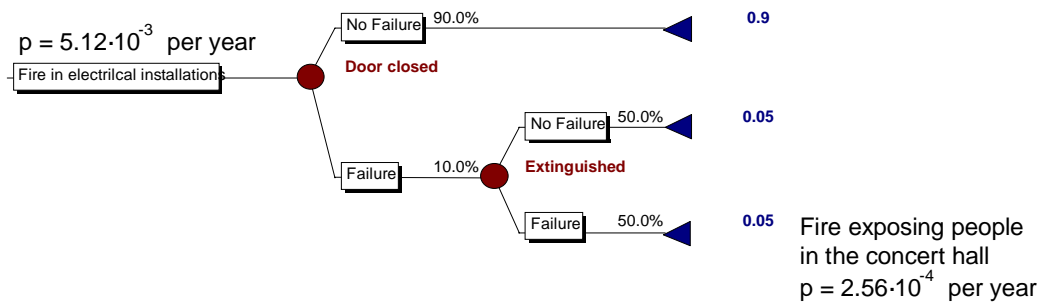 No Failure 90.0% 0.9
p = 5.12·10⁻³ per year
Fire in electrilcal installations
Door closed
No Failure 50.0% 0.05
Failure 10.0% Extinguished
Failure 50.0% 0.05
Fire exposing people
in the concert hall
p = 2.56·10⁻⁴ per year